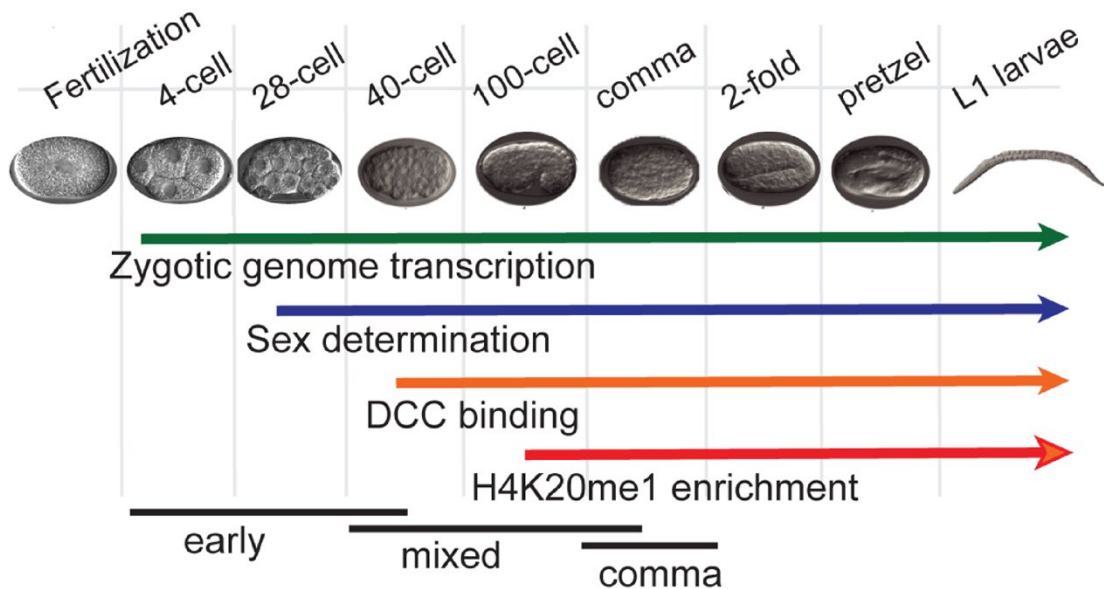 Fertilization
4-cell
28-cell
40-cell
100-cell
comma
2-fold
pretzel
L1 larvae
Zygotic genome transcription
Sex determination
DCC binding
H4K20me1 enrichment
early
mixed
comma